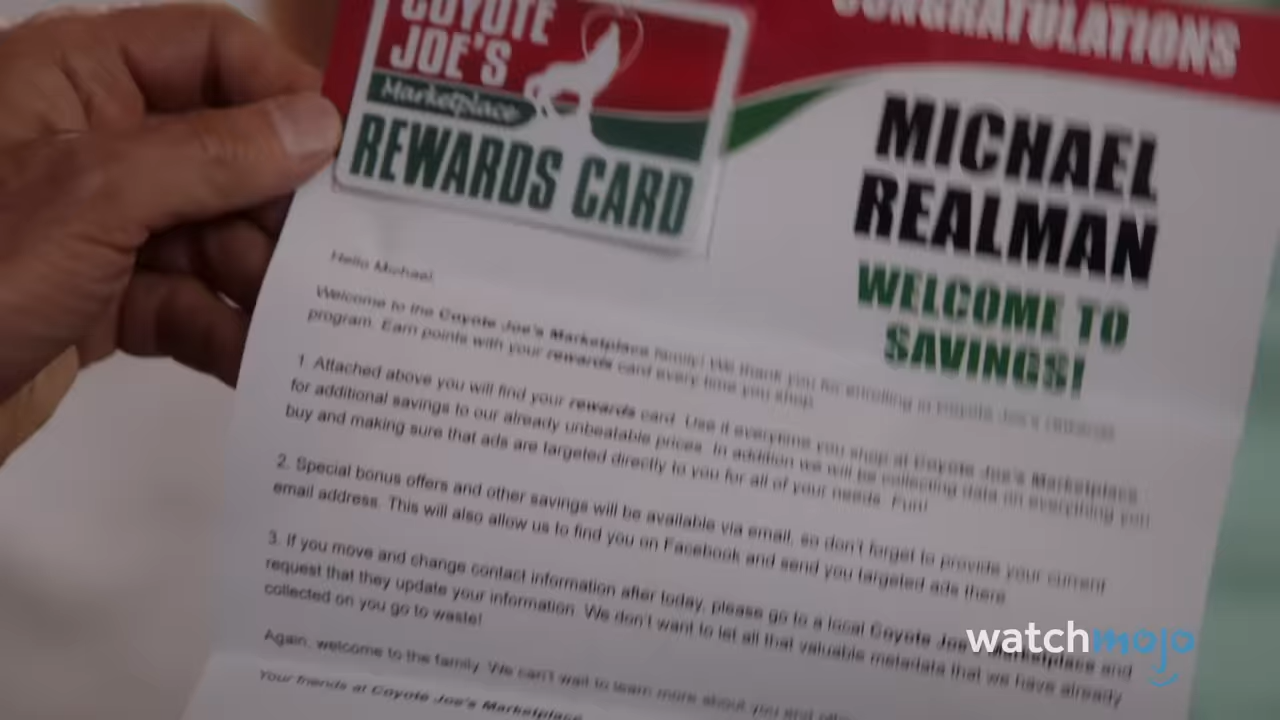 COYOTE
JOE'S
Marketplace
REWARDS CARD
CONGRATULATIONS
MICHAEL
REALMAN
WELCOME TO
SAVINGS!
Hello Michael,
Welcome to the Coyote Joe's Marketplace family! We thank you for enrolling in Coyote Joe's rewards
program. Earn points with your rewards card every time you shop.
1. Attached above you will find your rewards card. Use it everytime you shop at Coyote Joe's Marketplace
for additional savings to our already unbeatable prices. In addition we will be collecting data on everything you
buy and making sure that ads are targeted directly to you for all of your needs. Fun!
2. Special bonus offers and other savings will be available via email, so don't forget to provide your current
email address. This will also allow us to find you on Facebook and send you targeted ads there.
3. If you move and change contact information after today, please go to a local Coyote Joe's Marketplace and
request that they update your information. We don't want to let all that valuable metadata that we have already
collected on you go to waste!
Again, welcome to the family. We can't wait to learn more about you and
Your friends at Coyote Joe's Marketplace
watchmojo